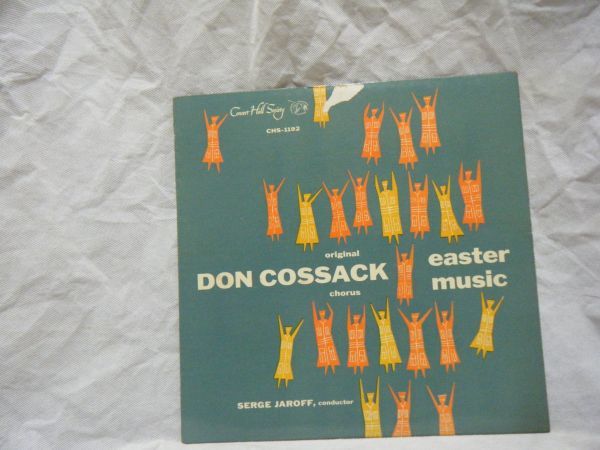 Concert Hall Society
CHS-1192
original
DON COSSACK
chorus
easter
music
SERGE JAROFF, conductor